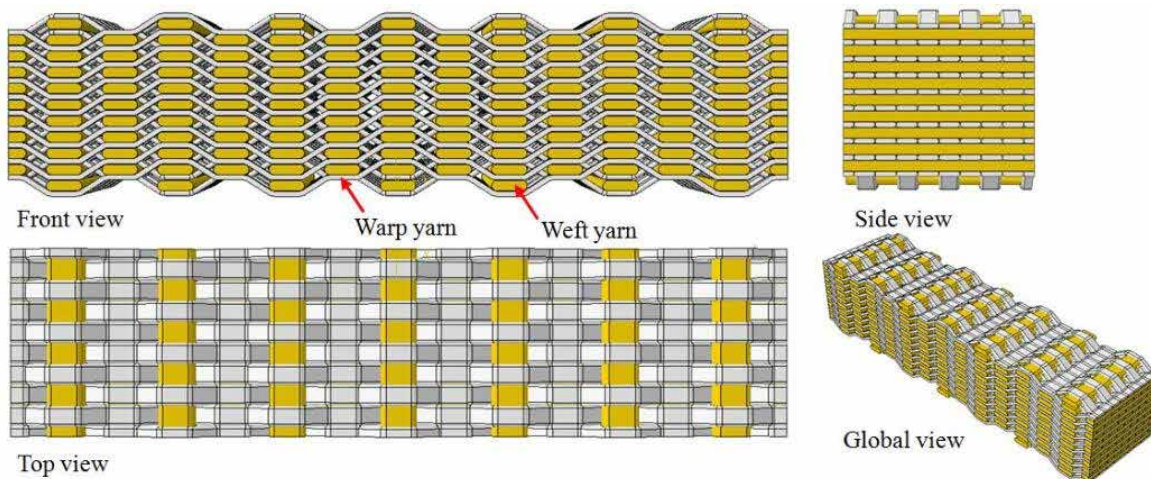 Front view
Warp yarn
Weft yarn
Side view
Top view
Global view